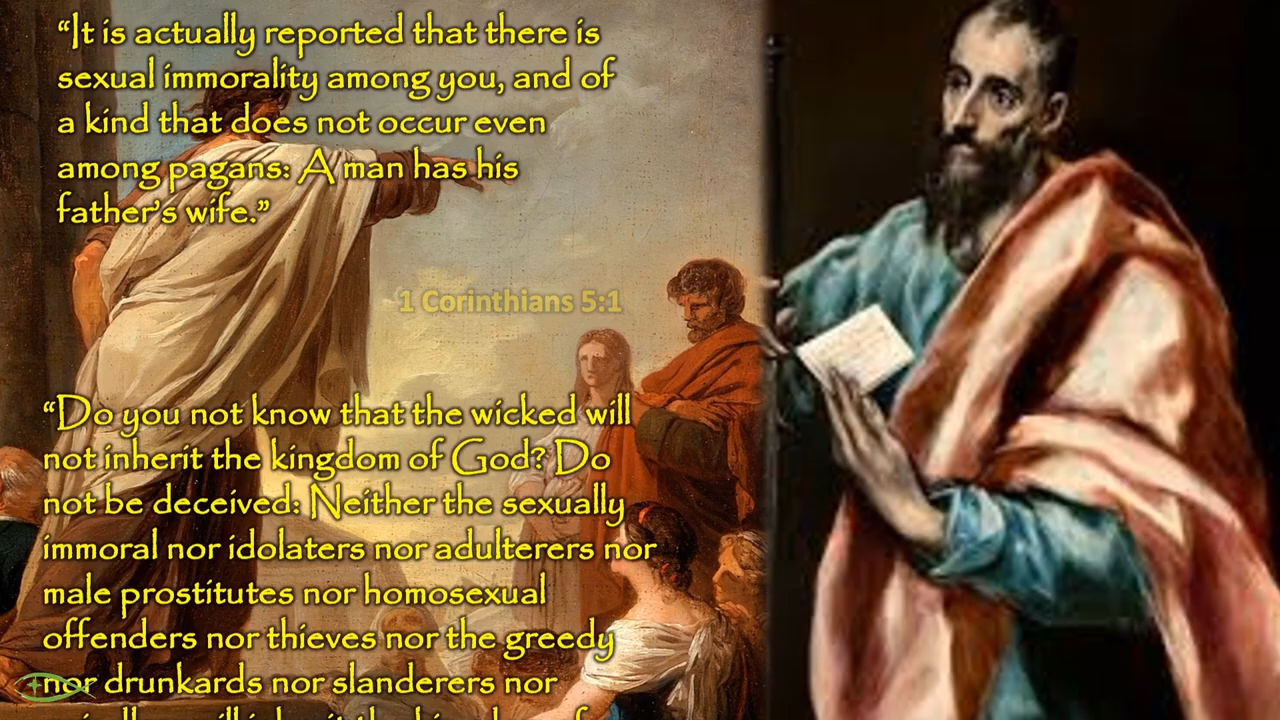 “It is actually reported that there is
sexual immorality among you, and of
a kind that does not occur even
among pagans: A man has his
father’s wife.”
1 Corinthians 5:1
“Do you not know that the wicked will
not inherit the kingdom of God? Do
not be deceived: Neither the sexually
immoral nor idolaters nor adulterers nor
male prostitutes nor homosexual
offenders nor thieves nor the greedy
nor drunkards nor slanderers nor